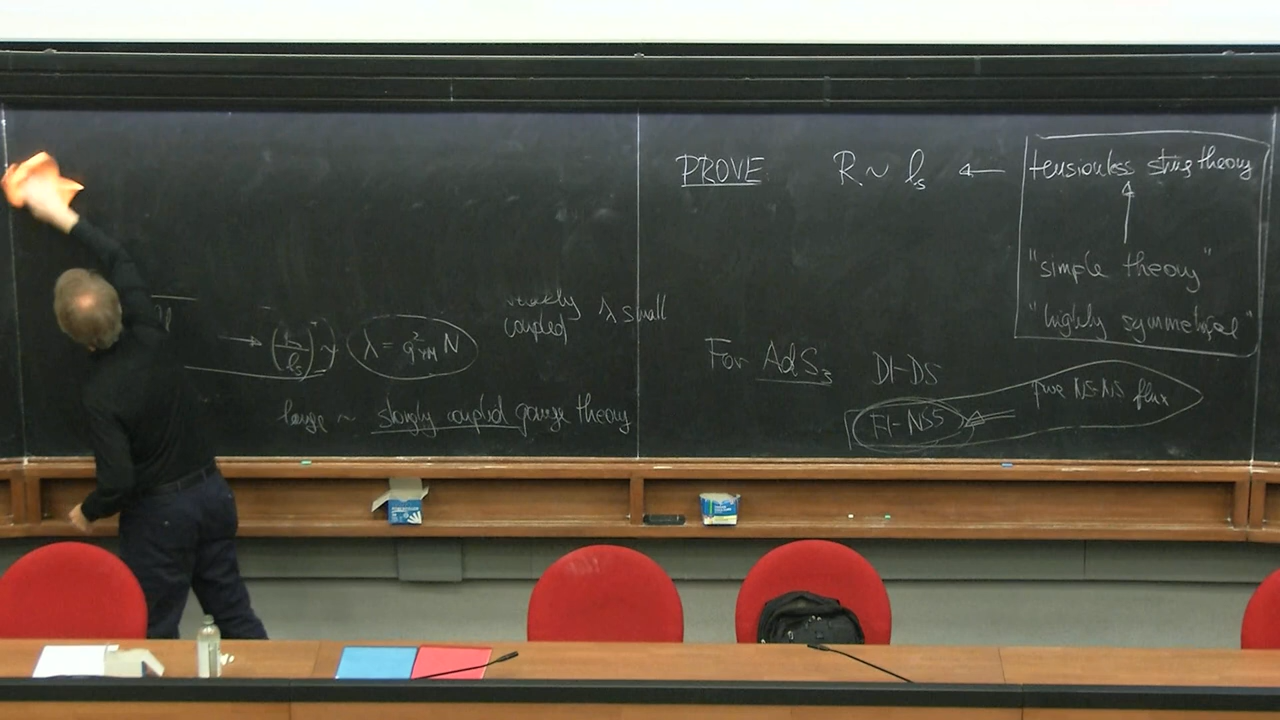 → (R/ls) ~ λ = g²YM N
weakly
coupled λ small
large ~ strongly coupled gauge theory
PROVE R ~ ls ← tensionless string theory
"simple theory"
"highly symmetrical"
For AdS3 D1-D5
F1-NS5 ⇐ pure NS-NS flux